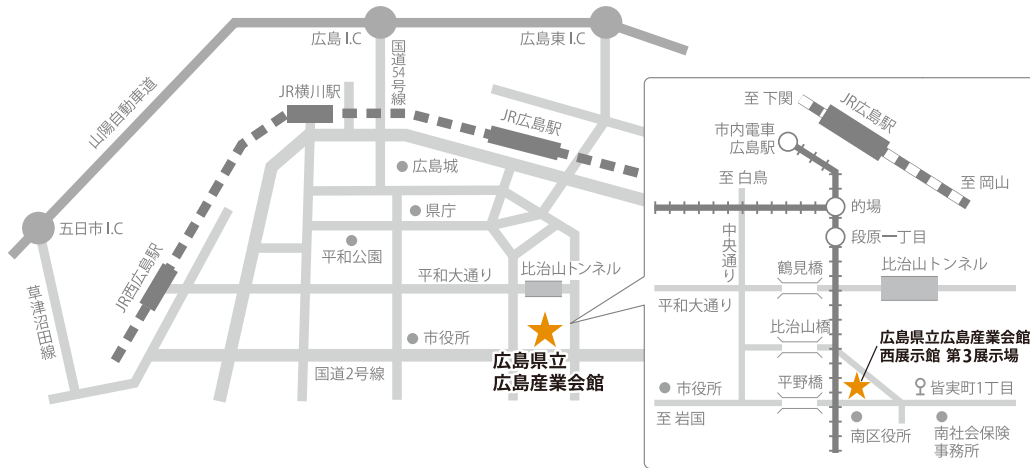 広島 I.C
広島東 I.C
国道54号線
山陽自動車道
JR横川駅
JR広島駅
広島城
県庁
五日市 I.C
平和公園
JR西広島駅
平和大通り
比治山トンネル
草津沼田線
市役所
広島県立
広島産業会館
国道2号線
至 下関
JR広島駅
市内電車
広島駅
至 白鳥
至 岡山
的場
中央通り
段原一丁目
鶴見橋
比治山トンネル
平和大通り
比治山橋
広島県立広島産業会館
西展示館 第3展示場
市役所
平野橋
皆実町1丁目
至 岩国
南区役所
南社会保険
事務所